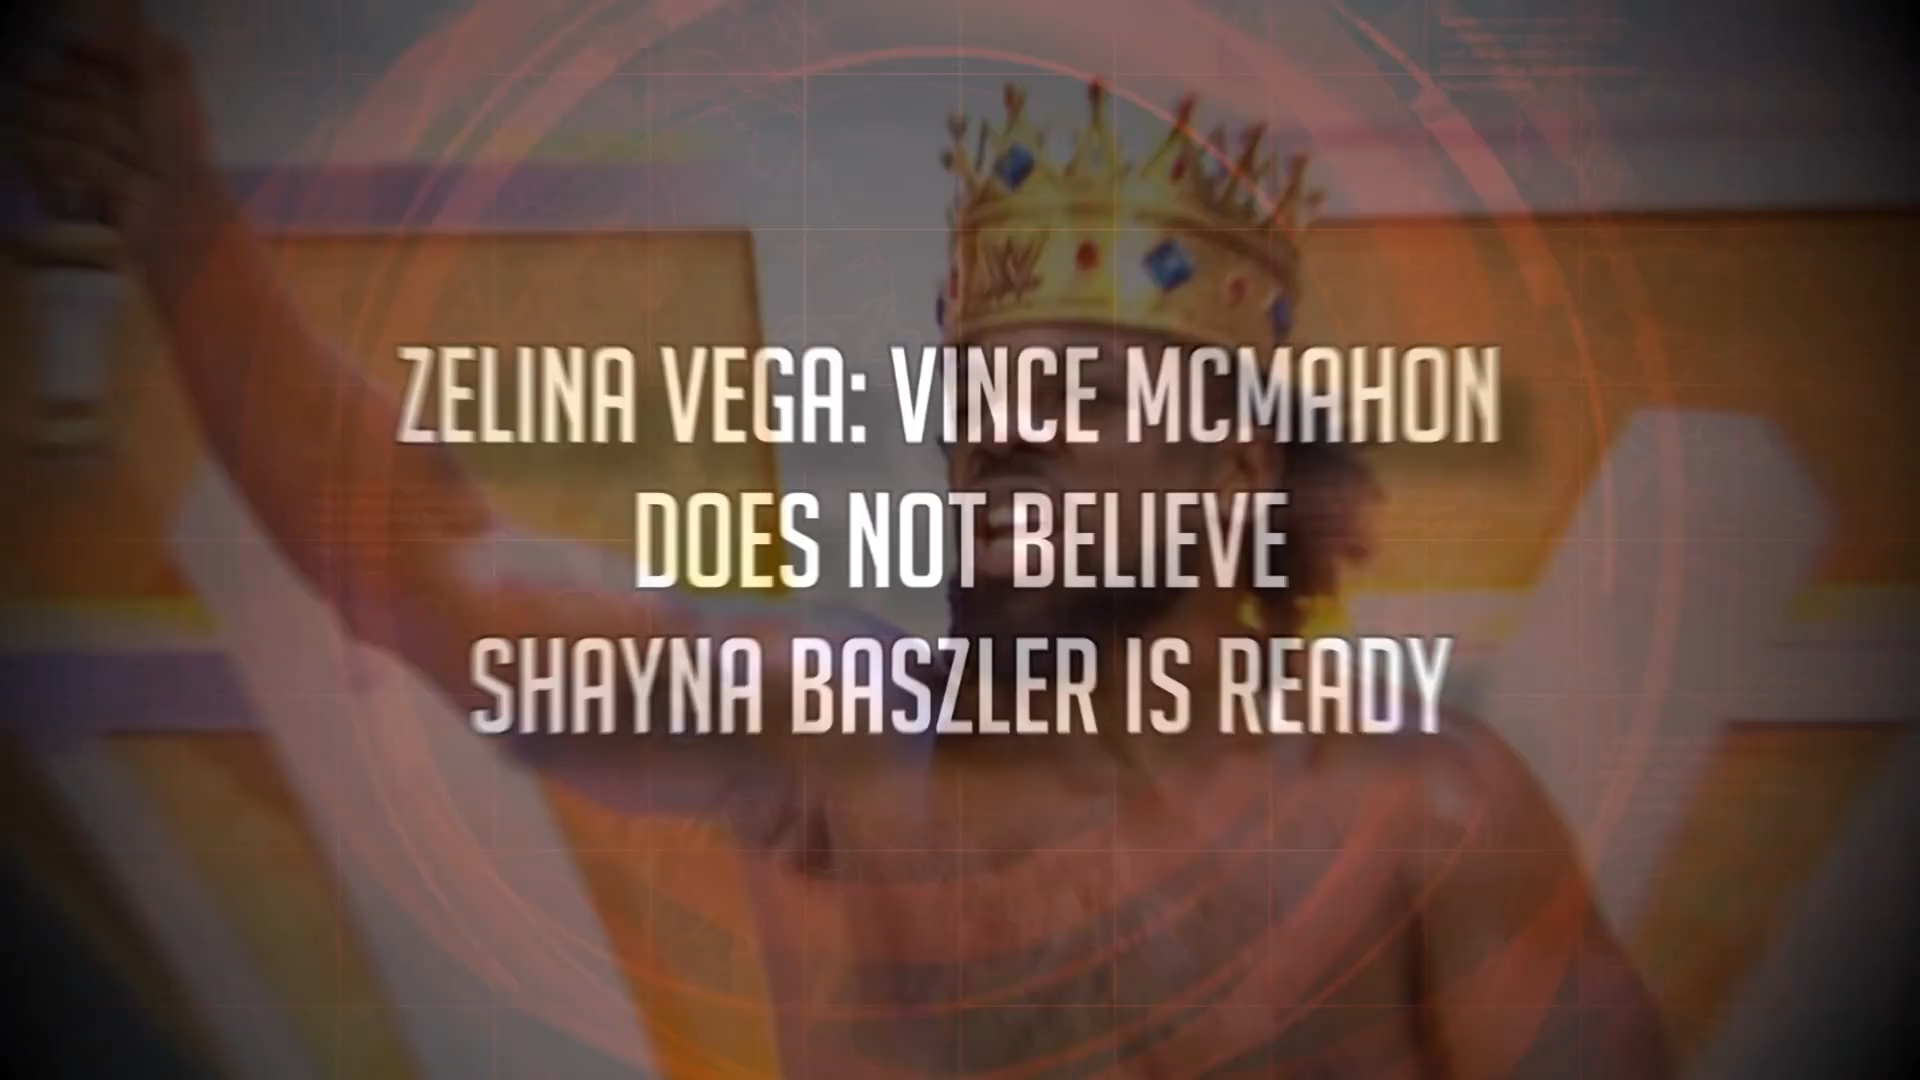 ZELINA VEGA: VINCE MCMAHON
DOES NOT BELIEVE
SHAYNA BASZLER IS READY